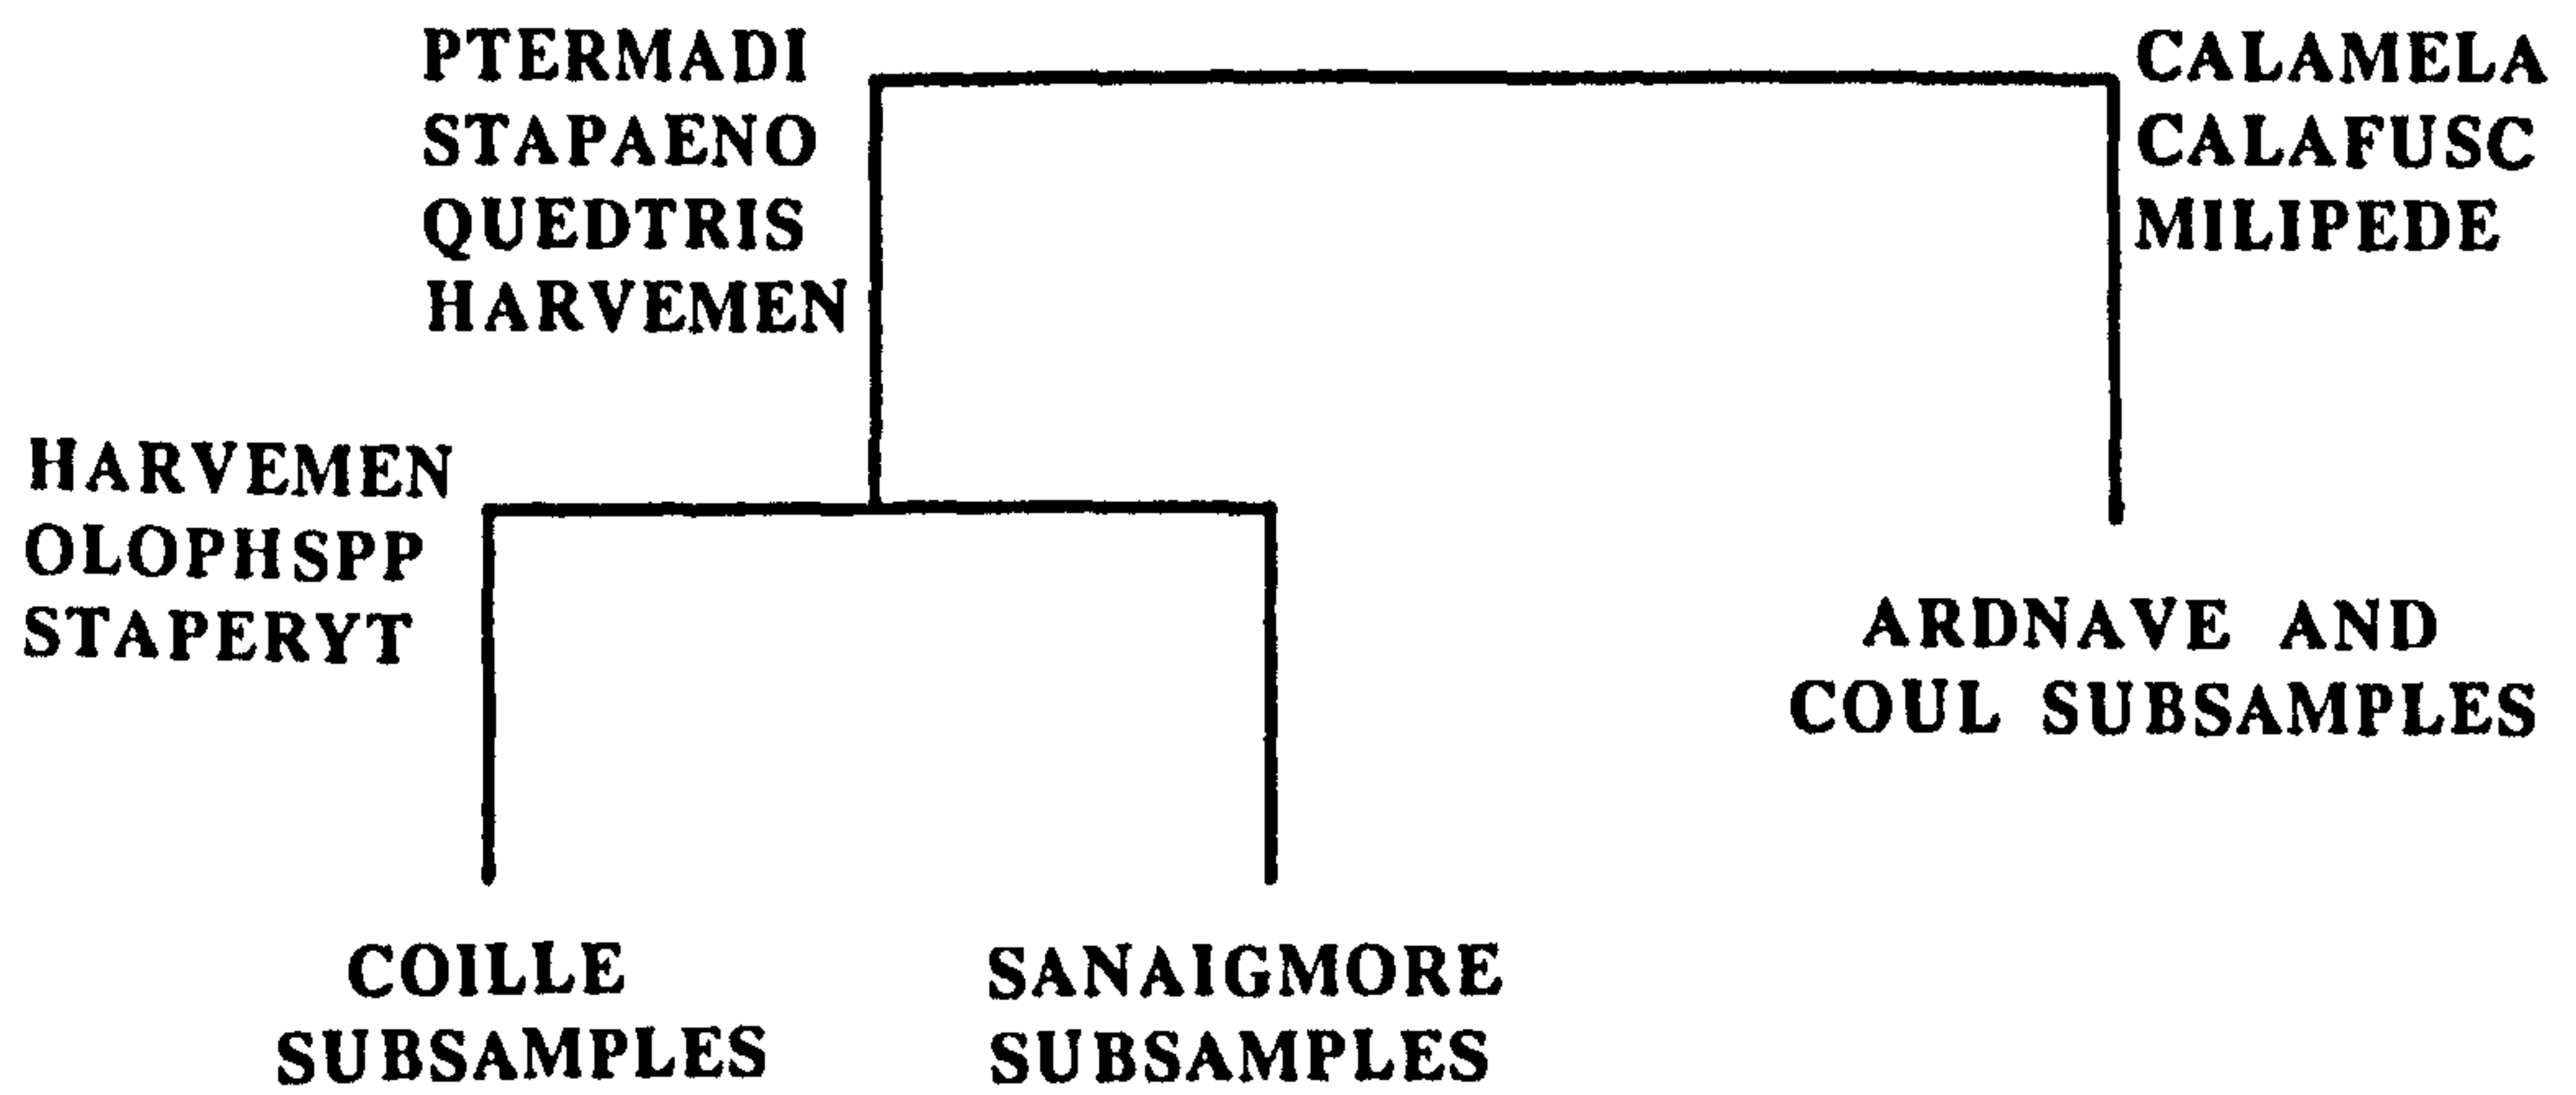 PTERMADI
STAPAENO
QUEDTRIS
HARVEMEN
CALAMELA
CALAFUSC
MILIPEDE
HARVEMEN
OLOPHSPP
STAPERYT
ARDNAVE AND
COUL SUBSAMPLES
COILLE
SUBSAMPLES
SANAIGMORE
SUBSAMPLES